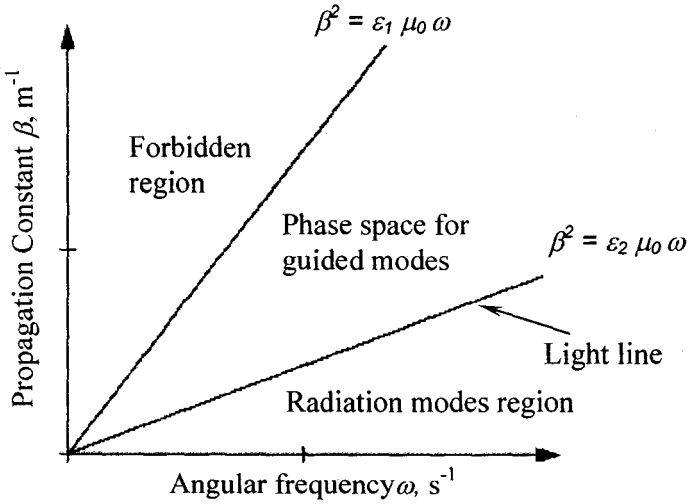 β² = ε₁ μ₀ ω
Propagation Constant β, m⁻¹
Forbidden
region
Phase space for
guided modes
β² = ε₂ μ₀ ω
Light line
Radiation modes region
Angular frequency ω, s⁻¹